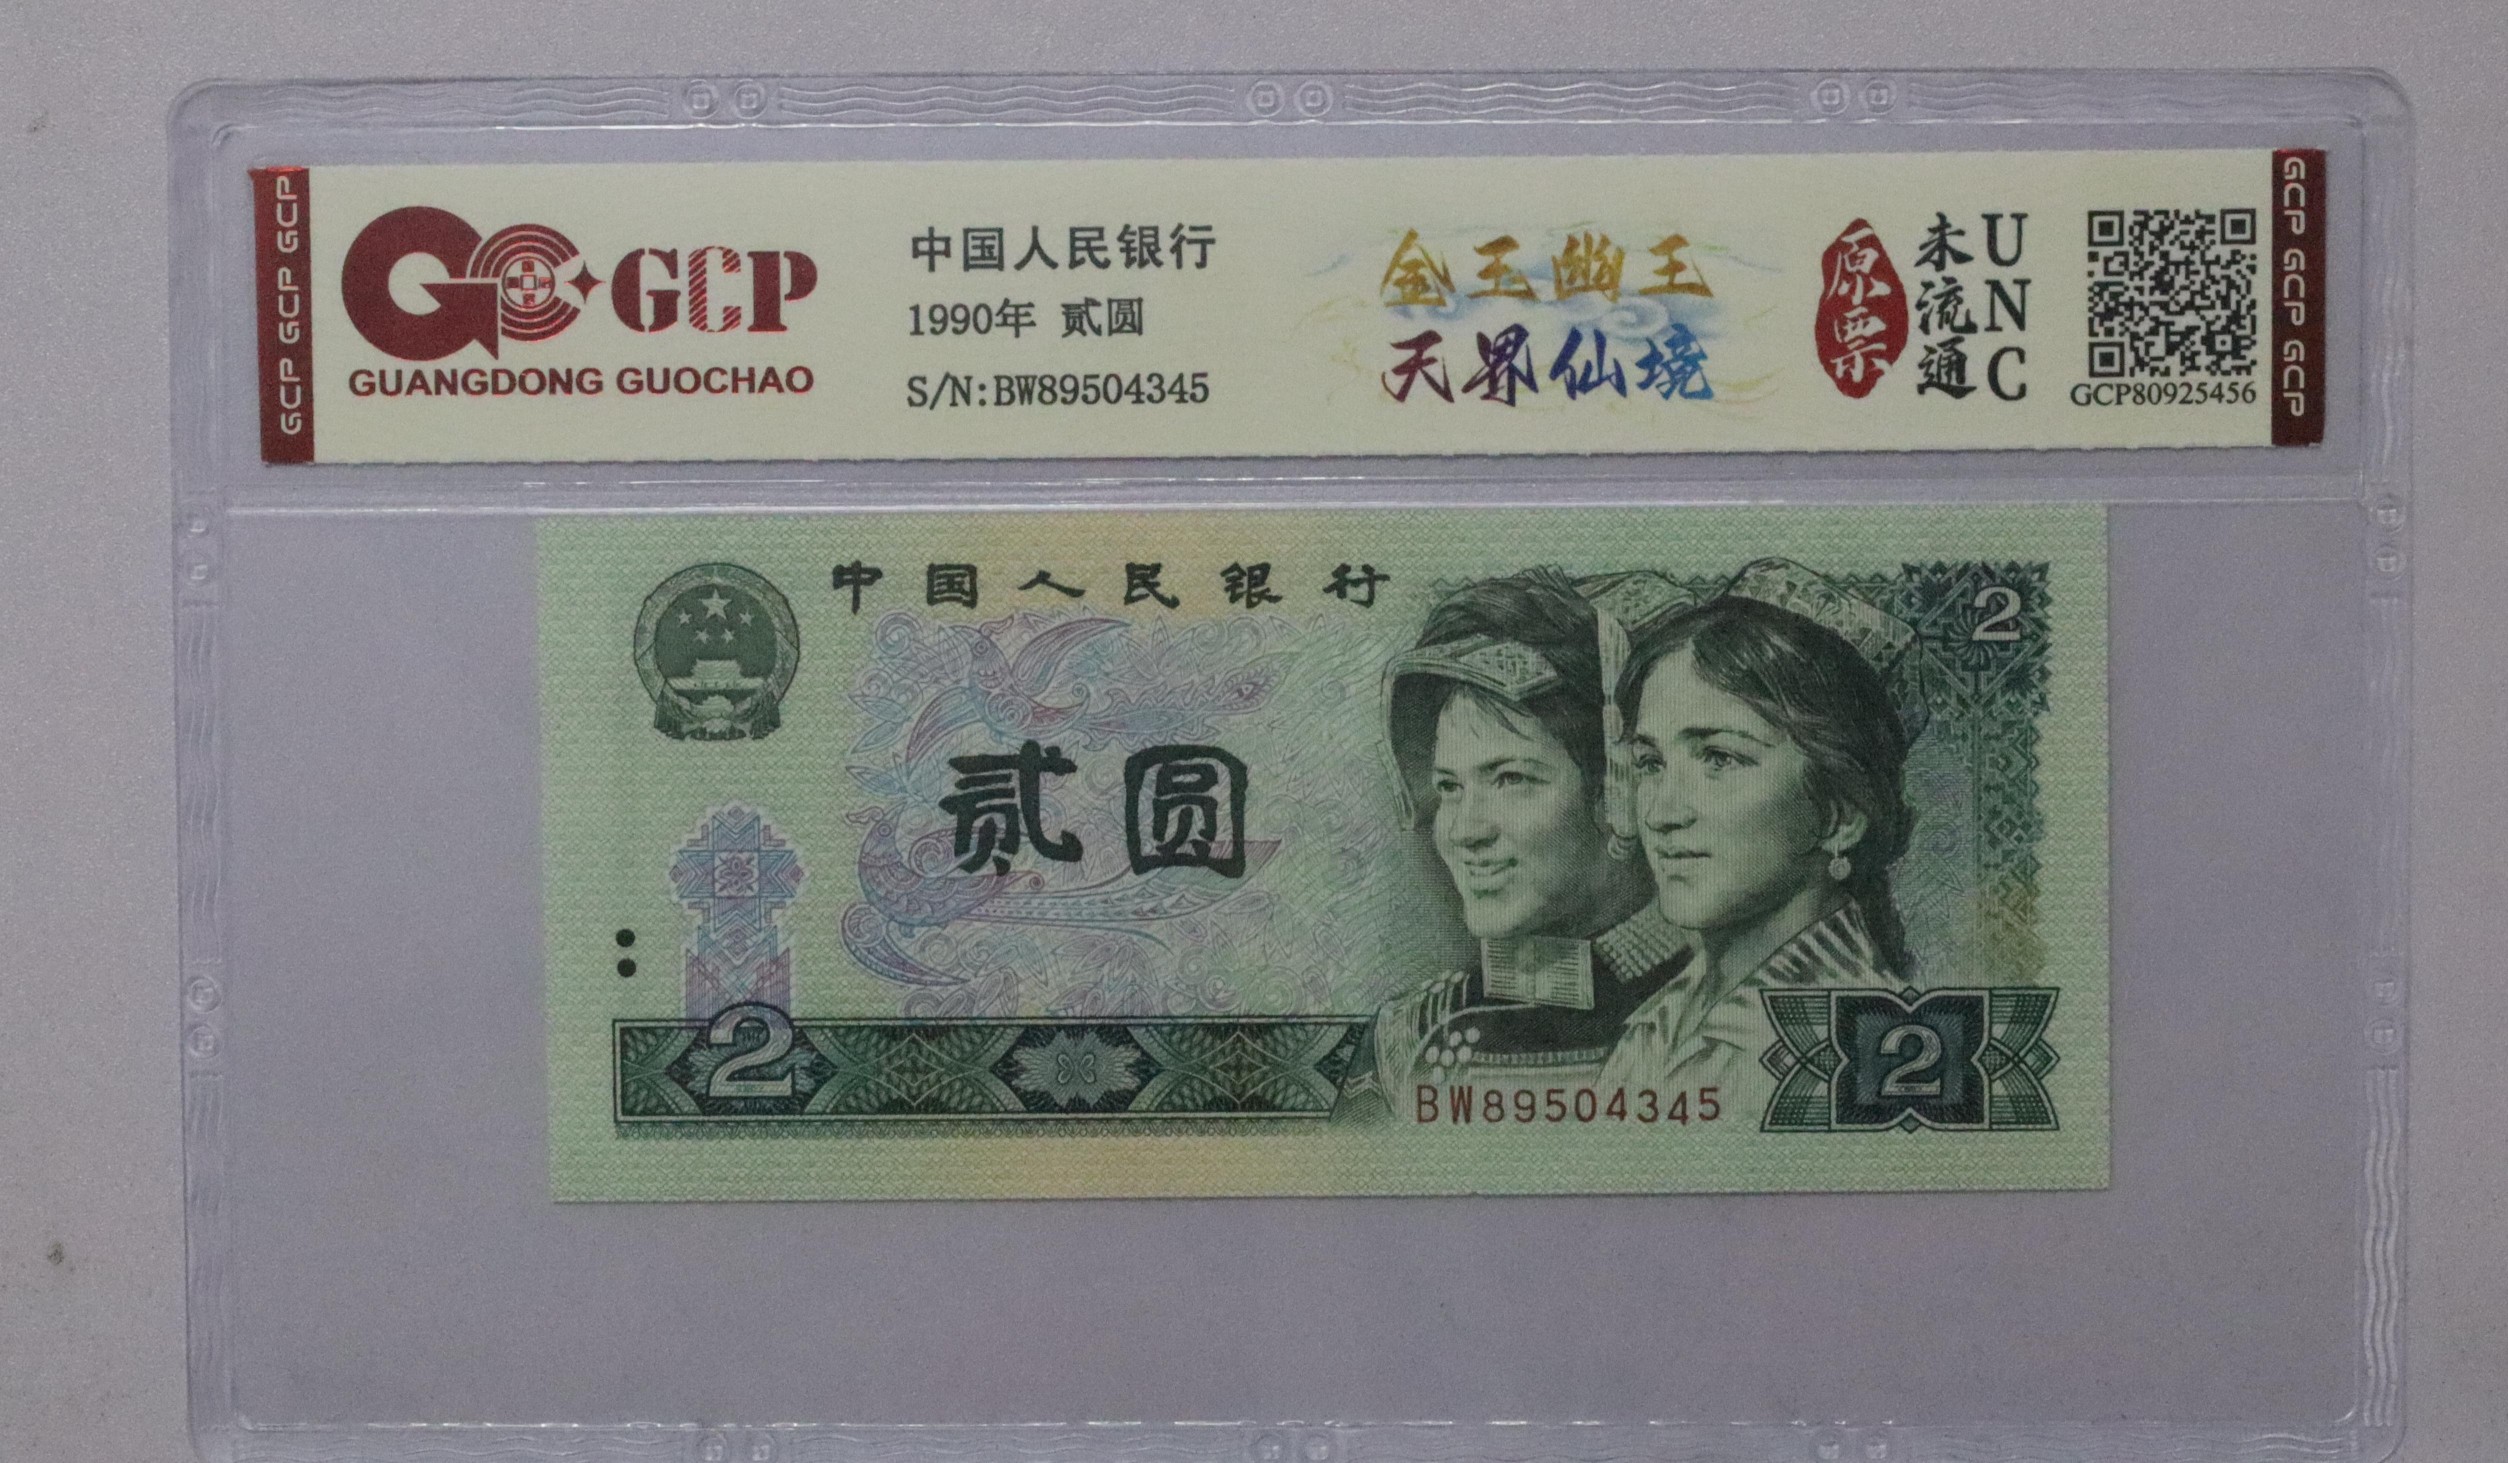 GCP GCP GCP
GCP
GUANGDONG GUOCHAO
中国人民银行
1990年 贰圆
S/N:BW89504345
金玉幽王
天界仙境
原票
未流通
UNC
GCP80925456
GCP GCP GCP
中国人民银行
2
贰圆
2
BW89504345
2